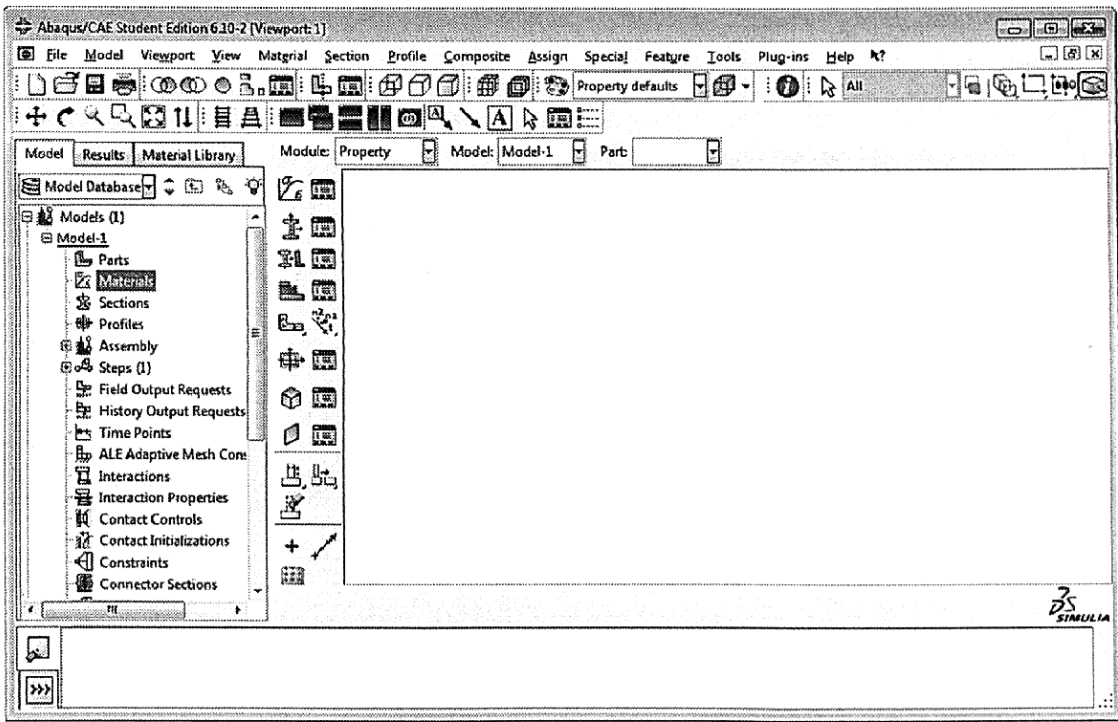 Abaqus/CAE Student Edition 6.10-2 [Viewport: 1]
File Model Viewport View Material Section Profile Composite Assign Special Feature Tools Plug-ins Help
Property defaults All
Model Results Material Library Module: Property Model: Model-1 Part:
Model Database
Models (1)
Model-1
Parts
Materials
Sections
Profiles
Assembly
Steps (1)
Field Output Requests
History Output Requests
Time Points
ALE Adaptive Mesh Cons
Interactions
Interaction Properties
Contact Controls
Contact Initializations
Constraints
Connector Sections
SIMULIA
>>>